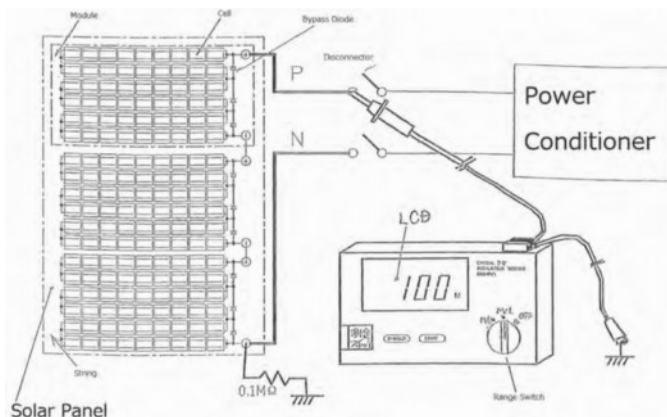 Module
Cell
Bypass Diode
P
Disconnector
N
Power
Conditioner
LCD
100
String
0.1MΩ
Solar Panel
Range Switch